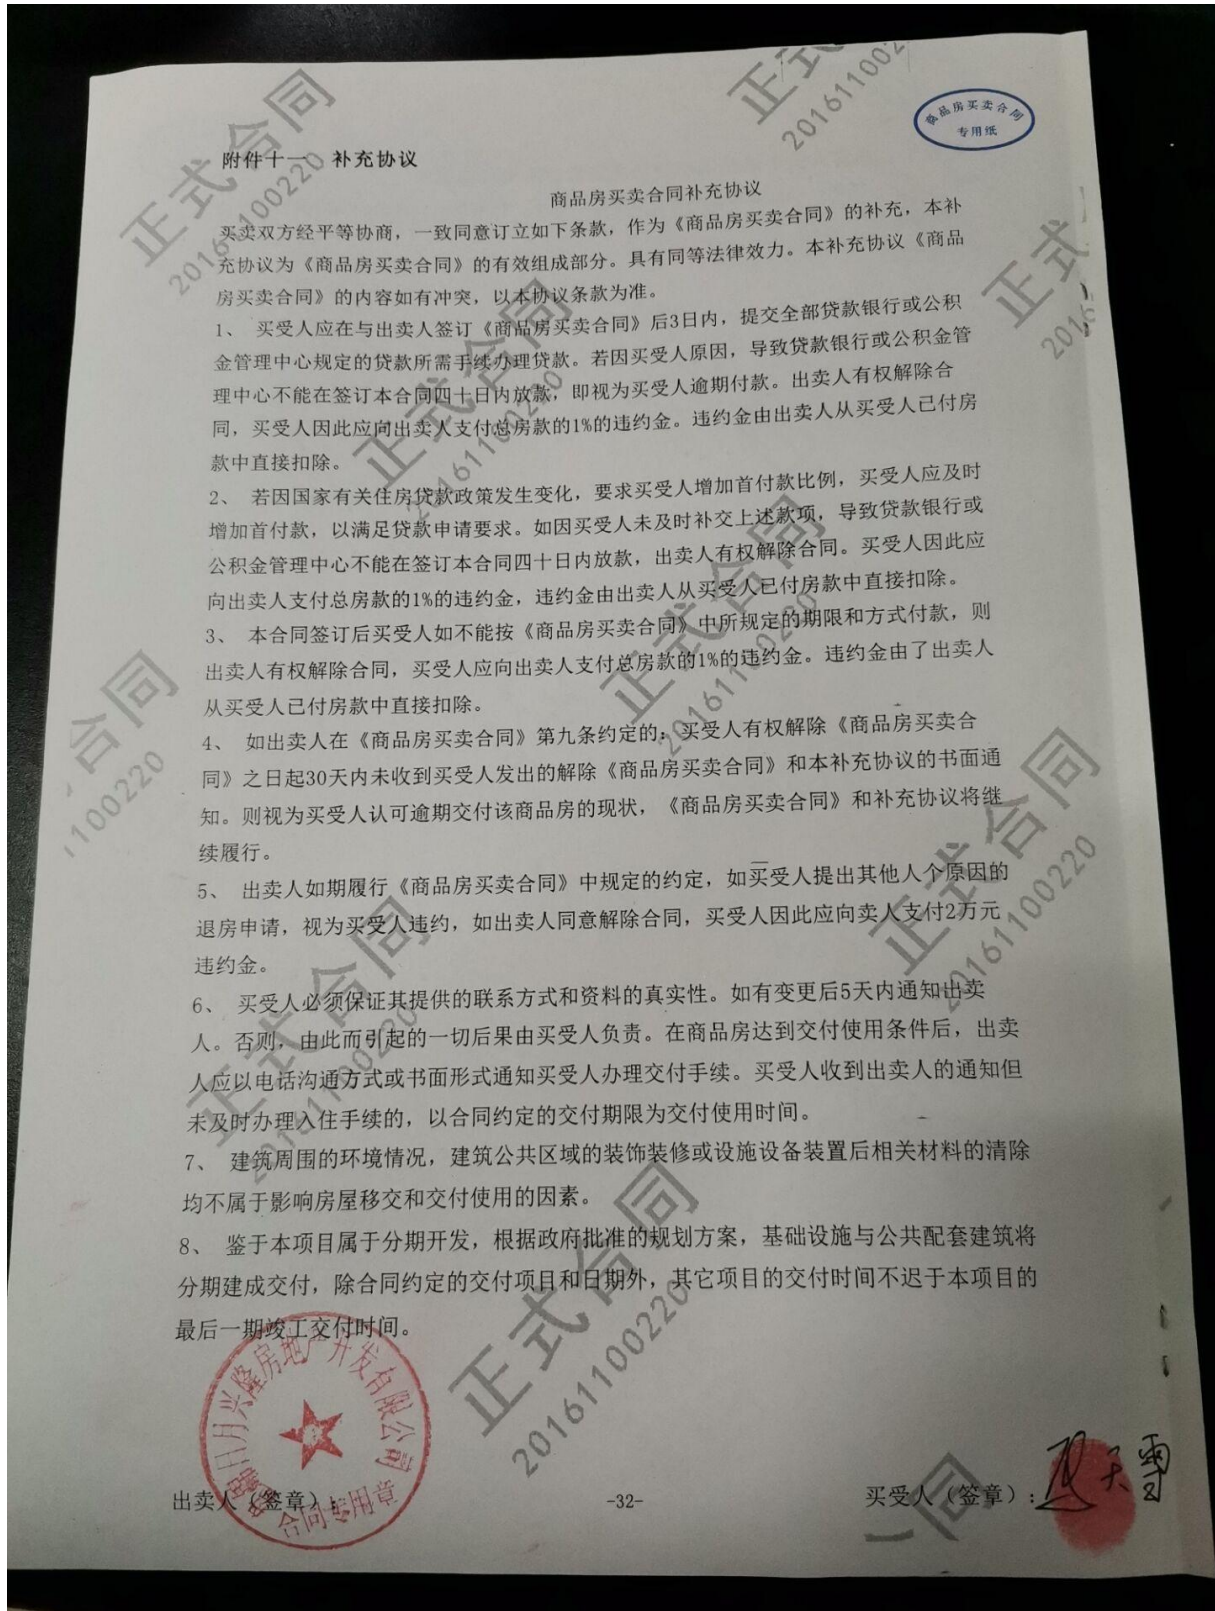 商品房买卖合同
专用纸
附件十一 补充协议
商品房买卖合同补充协议
买卖双方经平等协商，一致同意订立如下条款，作为《商品房买卖合同》的补充，本补
充协议为《商品房买卖合同》的有效组成部分。具有同等法律效力。本补充协议《商品
房买卖合同》的内容如有冲突，以本协议条款为准。
1、 买受人应在与出卖人签订《商品房买卖合同》后3日内，提交全部贷款银行或公积
金管理中心规定的贷款所需手续办理贷款。若因买受人原因，导致贷款银行或公积金管
理中心不能在签订本合同四十日内放款，即视为买受人逾期付款。出卖人有权解除合
同，买受人因此应向出卖人支付总房款的1%的违约金。违约金由出卖人从买受人已付房
款中直接扣除。
2、 若因国家有关住房贷款政策发生变化，要求买受人增加首付款比例，买受人应及时
增加首付款，以满足贷款申请要求。如因买受人未及时补交上述款项，导致贷款银行或
公积金管理中心不能在签订本合同四十日内放款，出卖人有权解除合同。买受人因此应
向出卖人支付总房款的1%的违约金，违约金由出卖人从买受人已付房款中直接扣除。
3、 本合同签订后买受人如不能按《商品房买卖合同》中所规定的期限和方式付款，则
出卖人有权解除合同，买受人应向出卖人支付总房款的1%的违约金。违约金由了出卖人
从买受人已付房款中直接扣除。
4、 如出卖人在《商品房买卖合同》第九条约定的：买受人有权解除《商品房买卖合
同》之日起30天内未收到买受人发出的解除《商品房买卖合同》和本补充协议的书面通
知。则视为买受人认可逾期交付该商品房的现状，《商品房买卖合同》和补充协议将继
续履行。
5、 出卖人如期履行《商品房买卖合同》中规定的约定，如买受人提出其他人个原因的
退房申请，视为买受人违约，如出卖人同意解除合同，买受人因此应向卖人支付2万元
违约金。
6、 买受人必须保证其提供的联系方式和资料的真实性。如有变更后5天内通知出卖
人。否则，由此而引起的一切后果由买受人负责。在商品房达到交付使用条件后，出卖
人应以电话沟通方式或书面形式通知买受人办理交付手续。买受人收到出卖人的通知但
未及时办理入住手续的，以合同约定的交付期限为交付使用时间。
7、 建筑周围的环境情况，建筑公共区域的装饰装修或设施设备装置后相关材料的清除
均不属于影响房屋移交和交付使用的因素。
8、 鉴于本项目属于分期开发，根据政府批准的规划方案，基础设施与公共配套建筑将
分期建成交付，除合同约定的交付项目和日期外，其它项目的交付时间不迟于本项目的
最后一期竣工交付时间。
日月兴隆房地产开发有限公司
合同专用章
出卖人（签章）：
-32-
买受人（签章）：
天雪
正式合同
201611100220